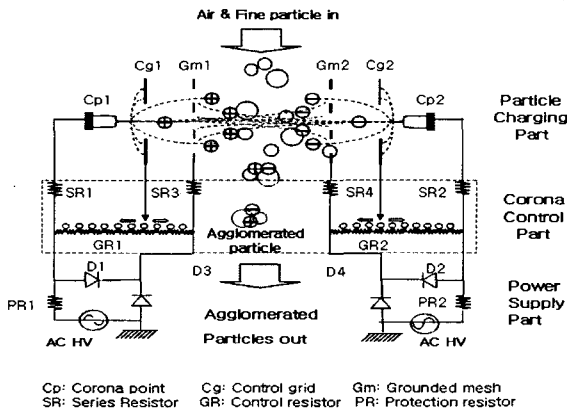 Air & Fine particle in
Cg1 Gm1 Gm2 Cg2
Cp1 Cp2
Particle
Charging
Part
SR1 SR3 SR4 SR2
Corona
Control
Part
GR1 Agglomerated GR2
particle
D1 D3 D4 D2
Power
Supply
Part
PR1 PR2
Agglomerated
Particles out
AC HV AC HV
Cp: Corona point Cg: Control grid Gm: Grounded mesh
SR: Series Resistor GR: Control resistor PR: Protection resistor